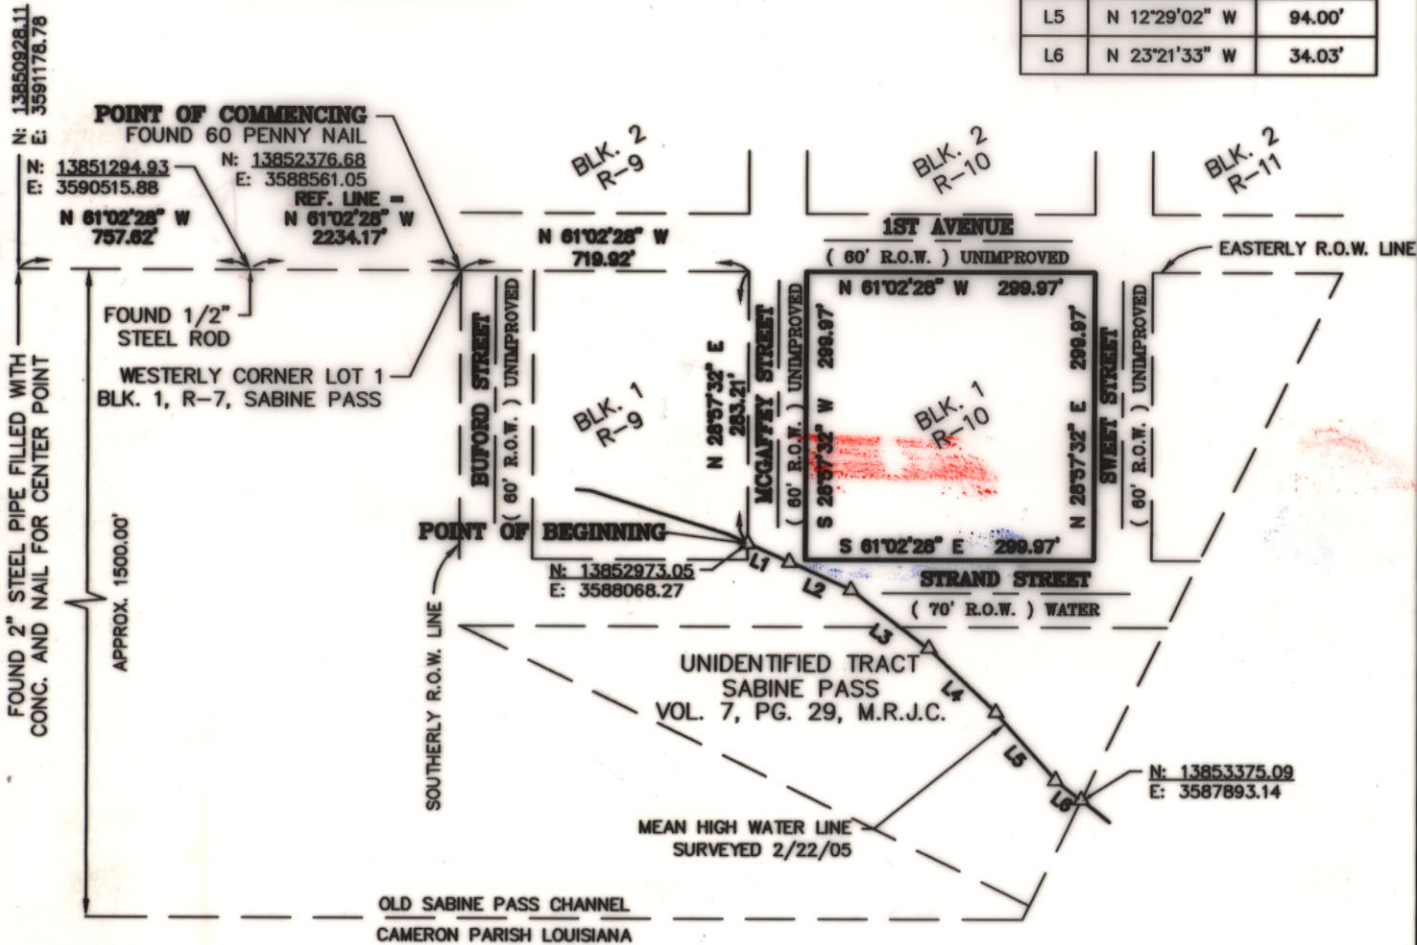 L5 N 12°29'02" W 94.00'
L6 N 23°21'33" W 34.03'
N: 13850928.11
E: 3591178.78
POINT OF COMMENCING
FOUND 60 PENNY NAIL
N: 13852376.68
E: 3588561.05
N: 13851294.93
E: 3590515.88
REF. LINE =
N 61°02'28" W
2234.17'
N 61°02'28" W
757.62'
BLK. 2
R-9
BLK. 2
R-10
BLK. 2
R-11
N 61°02'28" W
719.92'
1ST AVENUE
( 60' R.O.W. ) UNIMPROVED
EASTERLY R.O.W. LINE
N 61°02'28" W 299.97'
FOUND 1/2"
STEEL ROD
WESTERLY CORNER LOT 1
BLK. 1, R-7, SABINE PASS
FOUND 2" STEEL PIPE FILLED WITH
CONC. AND NAIL FOR CENTER POINT
APPROX. 15000.00'
BUFORD STREET
( 60' R.O.W. ) UNIMPROVED
BLK. 1
R-9
N 28°57'32" E
283.21'
MCGAFFEY STREET
( 60' R.O.W. ) UNIMPROVED
S 28°57'32" W 299.97'
BLK. 1
R-10
N 28°57'32" E 299.97'
SWEET STREET
( 60' R.O.W. ) UNIMPROVED
POINT OF BEGINNING
S 61°02'28" E 299.97'
N: 13852973.05
E: 3588068.27
L1
L2
STRAND STREET
( 70' R.O.W. ) WATER
SOUTHERLY R.O.W. LINE
L3
UNIDENTIFIED TRACT
SABINE PASS
VOL. 7, PG. 29, M.R.J.C.
L4
L5
L6
N: 13853375.09
E: 3587893.14
MEAN HIGH WATER LINE
SURVEYED 2/22/05
OLD SABINE PASS CHANNEL
CAMERON PARISH LOUISIANA